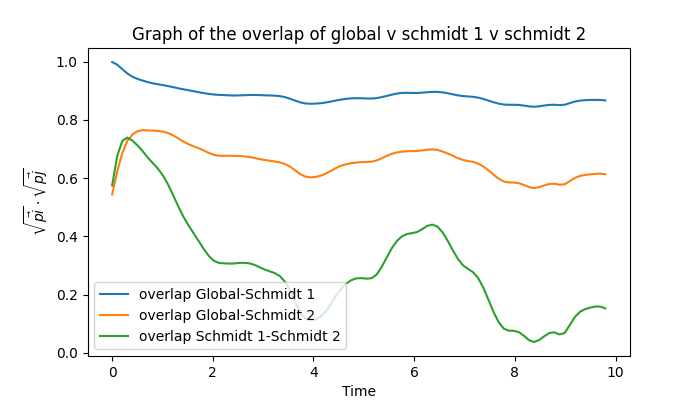 Graph of the overlap of global v schmidt 1 v schmidt 2
1.0
0.8
0.6
0.4
0.2
0.0
√p⃗i · √p⃗j
overlap Global-Schmidt 1
overlap Global-Schmidt 2
overlap Schmidt 1-Schmidt 2
0 2 4 6 8 10
Time